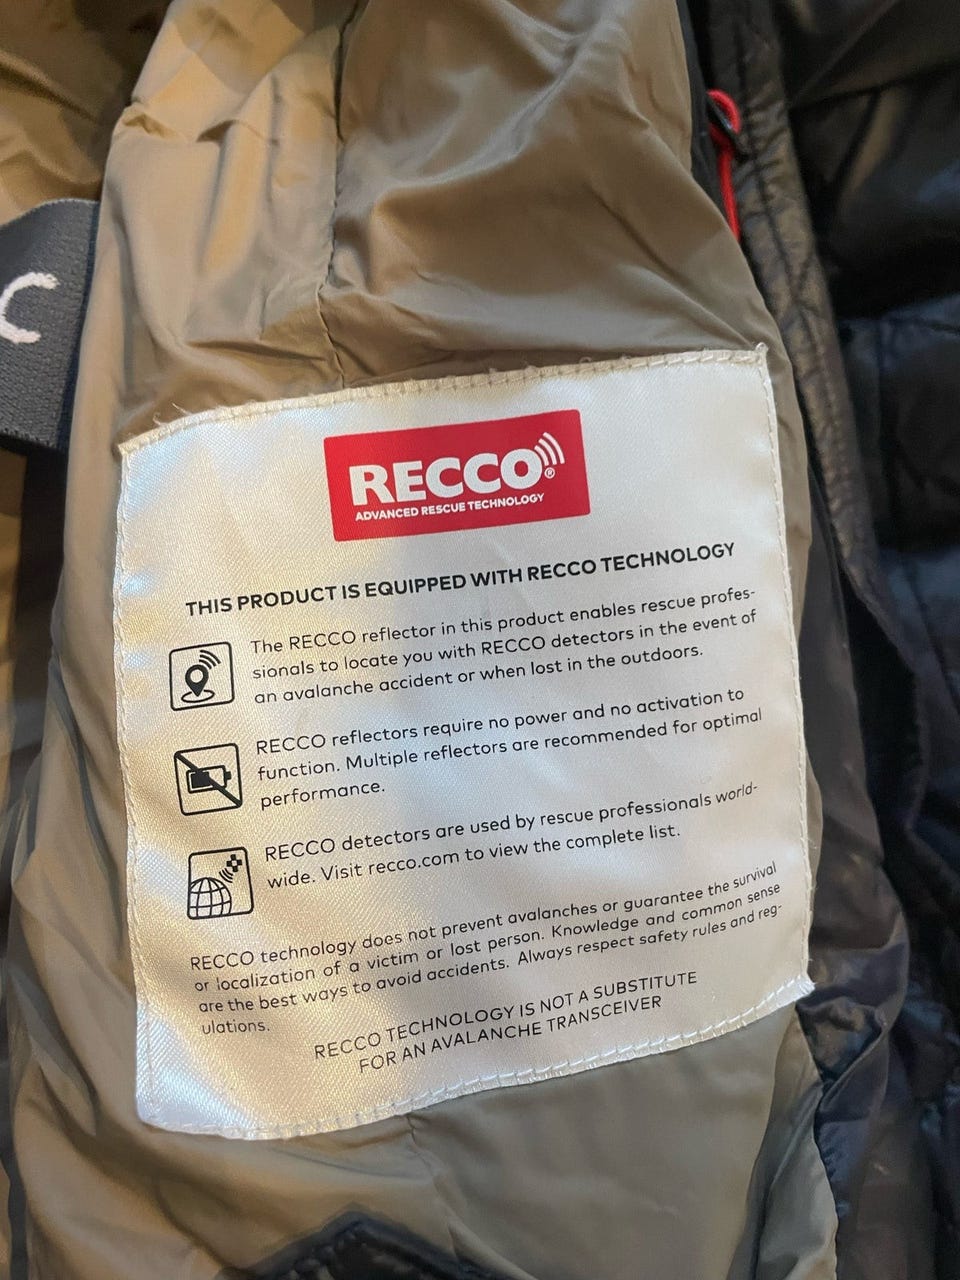 C
RECCO®
ADVANCED RESCUE TECHNOLOGY
THIS PRODUCT IS EQUIPPED WITH RECCO TECHNOLOGY
The RECCO reflector in this product enables rescue profes-
sionals to locate you with RECCO detectors in the event of
an avalanche accident or when lost in the outdoors.
RECCO reflectors require no power and no activation to
function. Multiple reflectors are recommended for optimal
performance.
RECCO detectors are used by rescue professionals world-
wide. Visit recco.com to view the complete list.
RECCO technology does not prevent avalanches or guarantee the survival
or localization of a victim or lost person. Knowledge and common sense
are the best ways to avoid accidents. Always respect safety rules and reg-
ulations.
RECCO TECHNOLOGY IS NOT A SUBSTITUTE
FOR AN AVALANCHE TRANSCEIVER